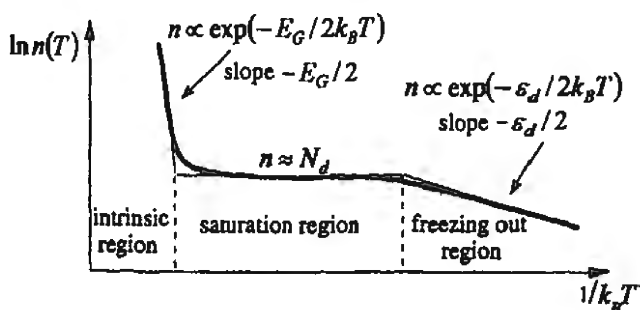 ln n(T)
n ∝ exp(−E_G/2k_BT)
slope −E_G/2
n ∝ exp(−ε_d/2k_BT)
slope −ε_d/2
n ≈ N_d
intrinsic
region
saturation region
freezing out
region
1/k_BT